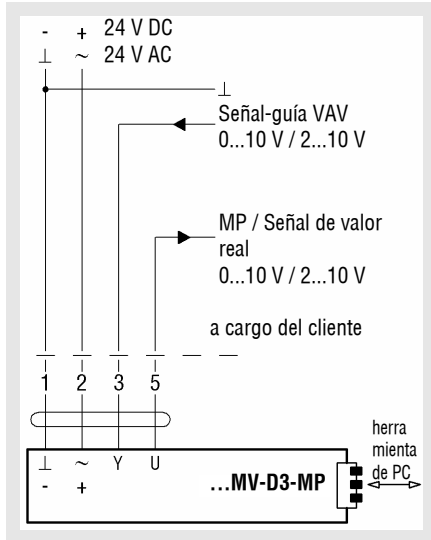 - + 24 V DC
⊥ ~ 24 V AC
⊥
Señal-guía VAV
0...10 V / 2...10 V
MP / Señal de valor
real
0...10 V / 2...10 V
a cargo del cliente
1 2 3 5
herra
mienta
de PC
⊥ ~ Y U
- +
...MV-D3-MP